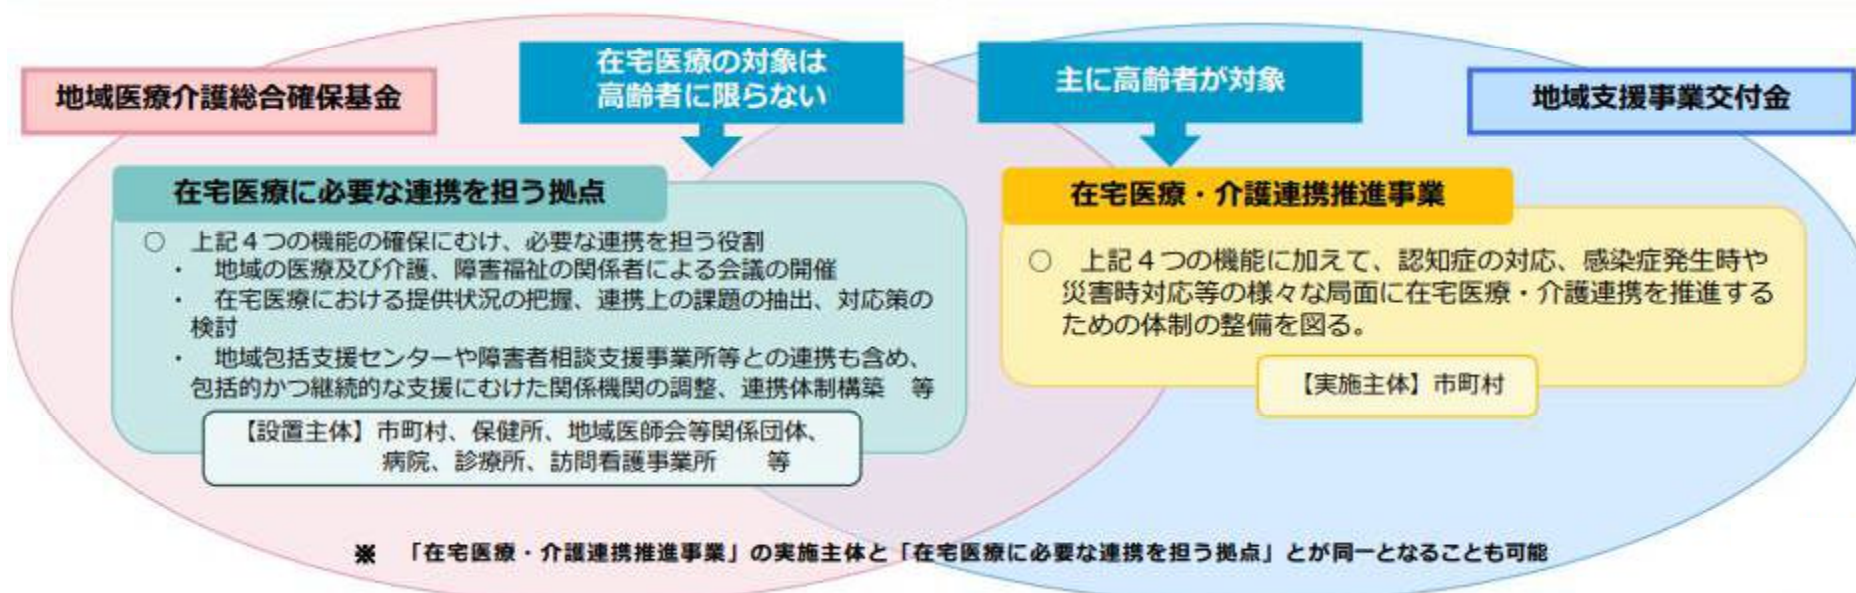 地域医療介護総合確保基金
在宅医療の対象は
高齢者に限らない
主に高齢者が対象
地域支援事業交付金
在宅医療に必要な連携を担う拠点
○ 上記４つの機能の確保にむけ、必要な連携を担う役割
・ 地域の医療及び介護、障害福祉の関係者による会議の開催
・ 在宅医療における提供状況の把握、連携上の課題の抽出、対応策の
検討
・ 地域包括支援センターや障害者相談支援事業所等との連携も含め、
包括的かつ継続的な支援にむけた関係機関の調整、連携体制構築 等
【設置主体】市町村、保健所、地域医師会等関係団体、
病院、診療所、訪問看護事業所 等
在宅医療・介護連携推進事業
○ 上記４つの機能に加えて、認知症の対応、感染症発生時や
災害時対応等の様々な局面に在宅医療・介護連携を推進する
ための体制の整備を図る。
【実施主体】市町村
※ 「在宅医療・介護連携推進事業」の実施主体と「在宅医療に必要な連携を担う拠点」とが同一となることも可能